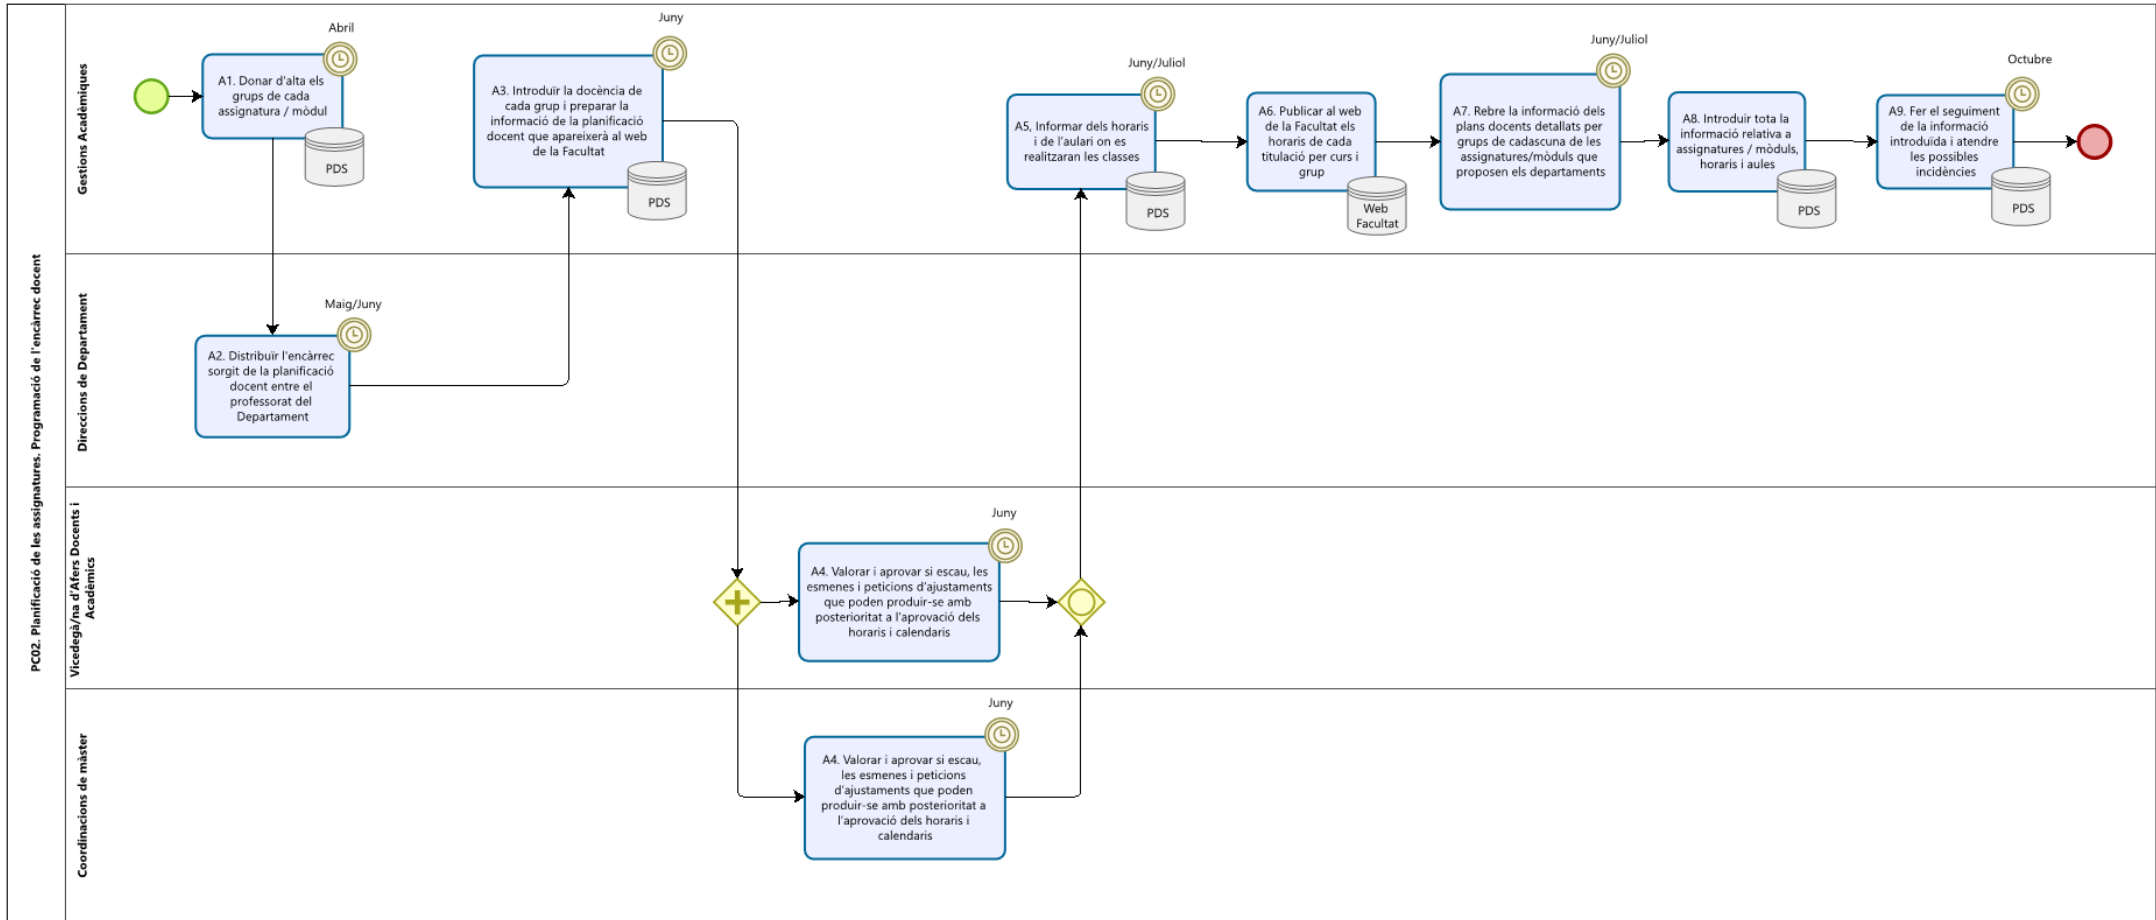 PC02. Planificació de les assignatures. Programació de l'encàrrec docent
Gestions Acadèmiques
Abril
A1. Donar d'alta els
grups de cada
assignatura / mòdul
PDS
Juny
A3. Introduïr la docència de
cada grup i preparar la
informació de la planificació
docent que apareixerà al web
de la Facultat
PDS
Juny/Juliol
A5, Informar dels horaris
i de l'aulari on es
realitzaran les classes
PDS
A6. Publicar al web
de la Facultat els
horaris de cada
titulació per curs i
grup
Web
Facultat
Juny/Juliol
A7. Rebre la informació dels
plans docents detallats per
grups de cadascuna de les
assignatures/mòduls que
proposen els departaments
A8. Introduir tota la
informació relativa a
assignatures / mòduls,
horaris i aules
PDS
Octubre
A9. Fer el seguiment
de la informació
introduïda i atendre
les possibles
incidències
PDS
Direccions de Departament
Maig/Juny
A2. Distribuïr l'encàrrec
sorgit de la planificació
docent entre el
professorat del
Departament
Vicedegà/na d'Afers Docents i
Acadèmics
Juny
A4. Valorar i aprovar si escau, les
esmenes i peticions d'ajustaments
que poden produir-se amb
posterioritat a l'aprovació dels
horaris i calendaris
Coordinacions de màster
Juny
A4. Valorar i aprovar si escau,
les esmenes i peticions
d'ajustaments que poden
produir-se amb posterioritat a
l'aprovació dels horaris i
calendaris